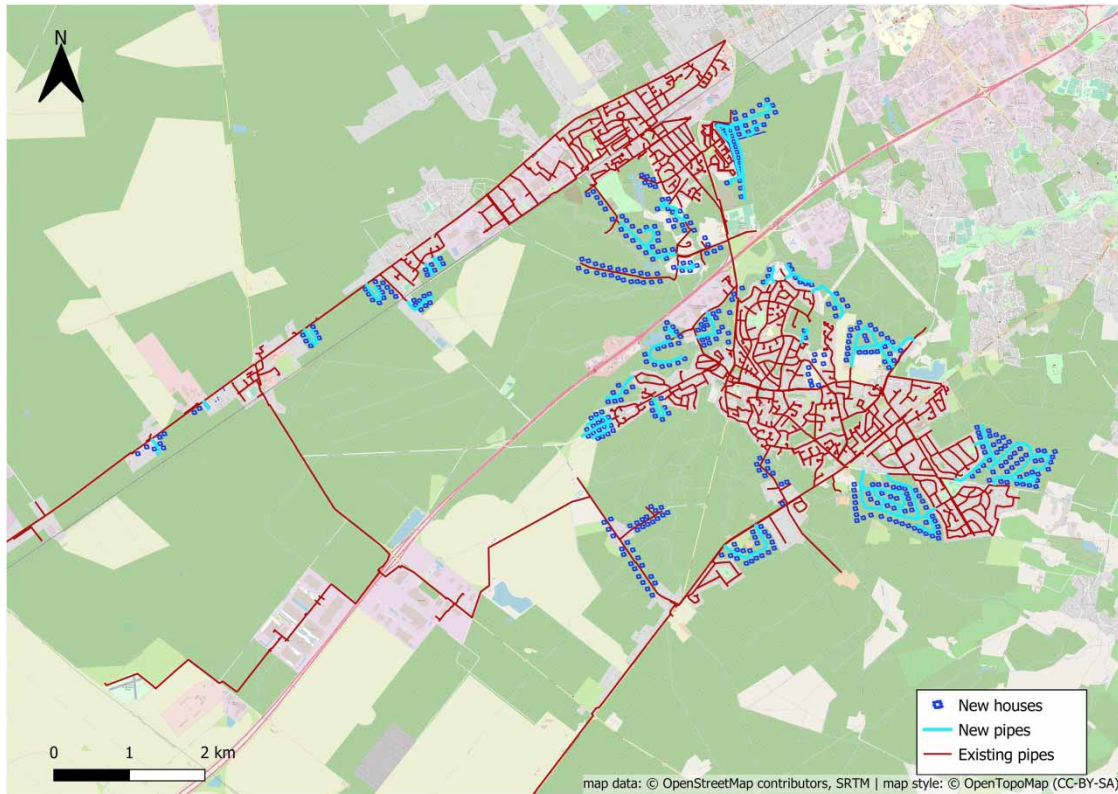 N
New houses
New pipes
Existing pipes
0 1 2 km
map data: © OpenStreetMap contributors, SRTM | map style: © OpenTopoMap (CC-BY-SA)